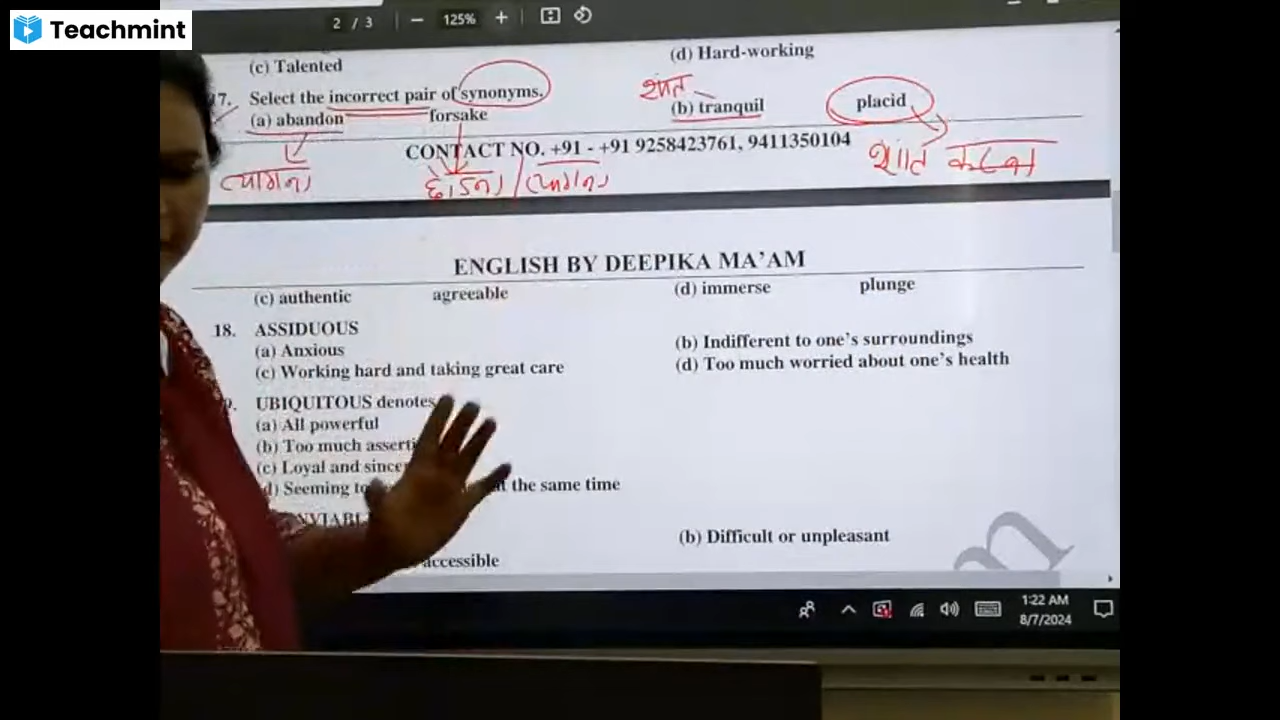 Teachmint
2 / 3 125%
(c) Talented (d) Hard-working
17. Select the incorrect pair of synonyms. शांत
(a) abandon forsake (b) tranquil placid
CONTACT NO. +91 - +91 9258423761, 9411350104
त्यागना छोड़ना / त्यागना शांत करना
ENGLISH BY DEEPIKA MA'AM
(c) authentic agreeable (d) immerse plunge
18. ASSIDUOUS
(a) Anxious (b) Indifferent to one's surroundings
(c) Working hard and taking great care (d) Too much worried about one's health
9. UBIQUITOUS denotes
(a) All powerful
(b) Too much asserti
(c) Loyal and since
(d) Seeming to the same time
(b) Difficult or unpleasant
accessible
1:22 AM
8/7/2024